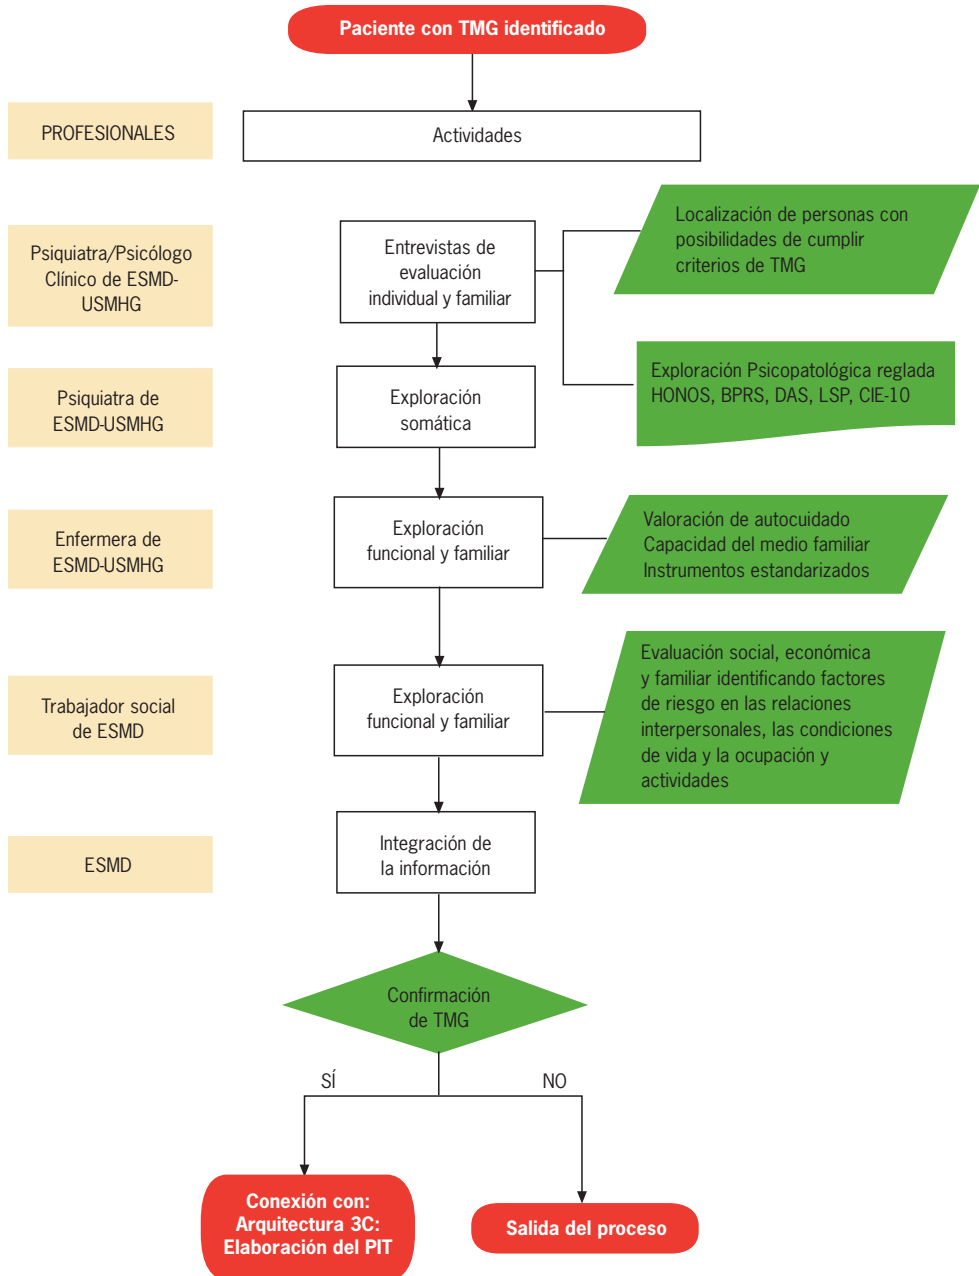 Paciente con TMG identificado
PROFESIONALES
Actividades
Psiquiatra/Psicólogo
Clínico de ESMD-
USMHG
Entrevistas de
evaluación
individual y familiar
Localización de personas con
posibilidades de cumplir
criterios de TMG
Exploración Psicopatológica reglada
HONOS, BPRS, DAS, LSP, CIE-10
Psiquiatra de
ESMD-USMHG
Exploración
somática
Enfermera de
ESMD-USMHG
Exploración
funcional y familiar
Valoración de autocuidado
Capacidad del medio familiar
Instrumentos estandarizados
Trabajador social
de ESMD
Exploración
funcional y familiar
Evaluación social, económica
y familiar identificando factores
de riesgo en las relaciones
interpersonales, las condiciones
de vida y la ocupación y
actividades
ESMD
Integración de
la información
Confirmación
de TMG
SÍ
NO
Conexión con:
Arquitectura 3C:
Elaboración del PIT
Salida del proceso